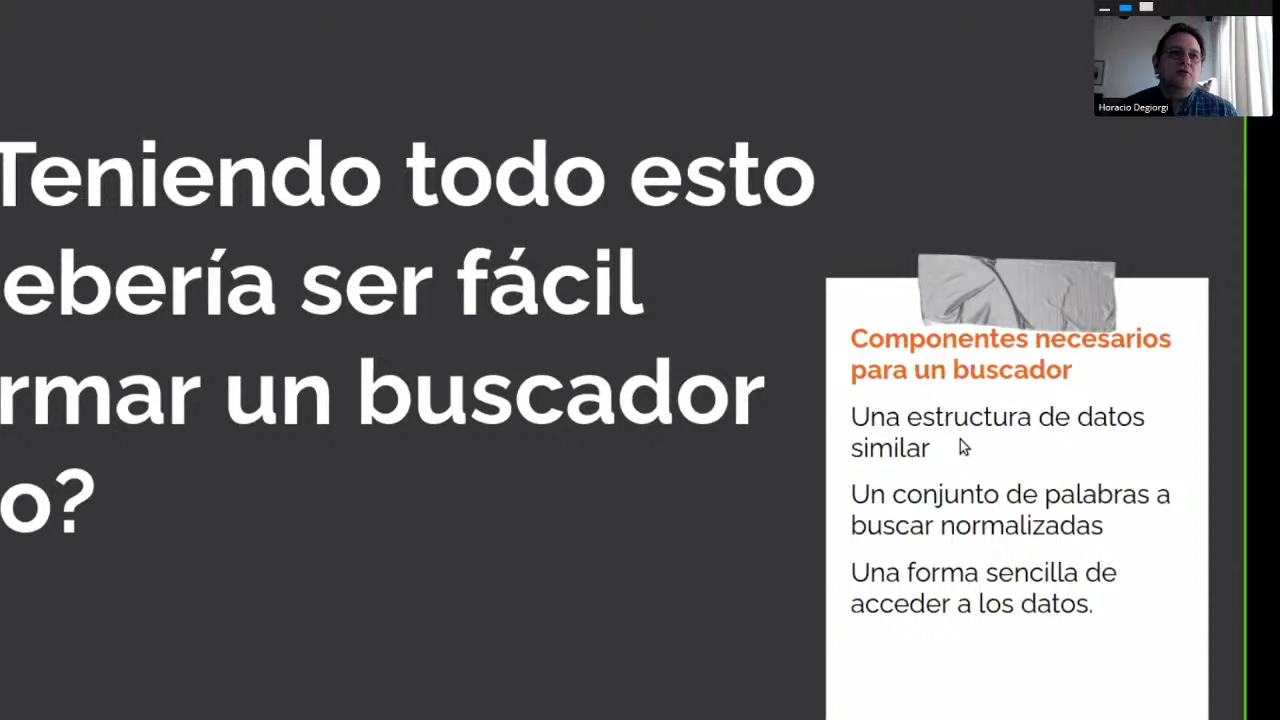 Horacio Degiorgi
Teniendo todo esto
ebería ser fácil
rmar un buscador
o?
Componentes necesarios
para un buscador
Una estructura de datos
similar
Un conjunto de palabras a
buscar normalizadas
Una forma sencilla de
acceder a los datos.